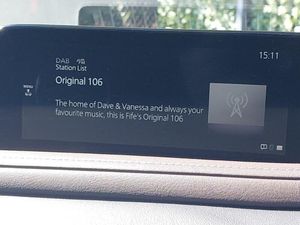 DAB
15:11
Station List
Original 106
MENU
The home of Dave & Vanessa and always your
favourite music, this is Fife's Original 106